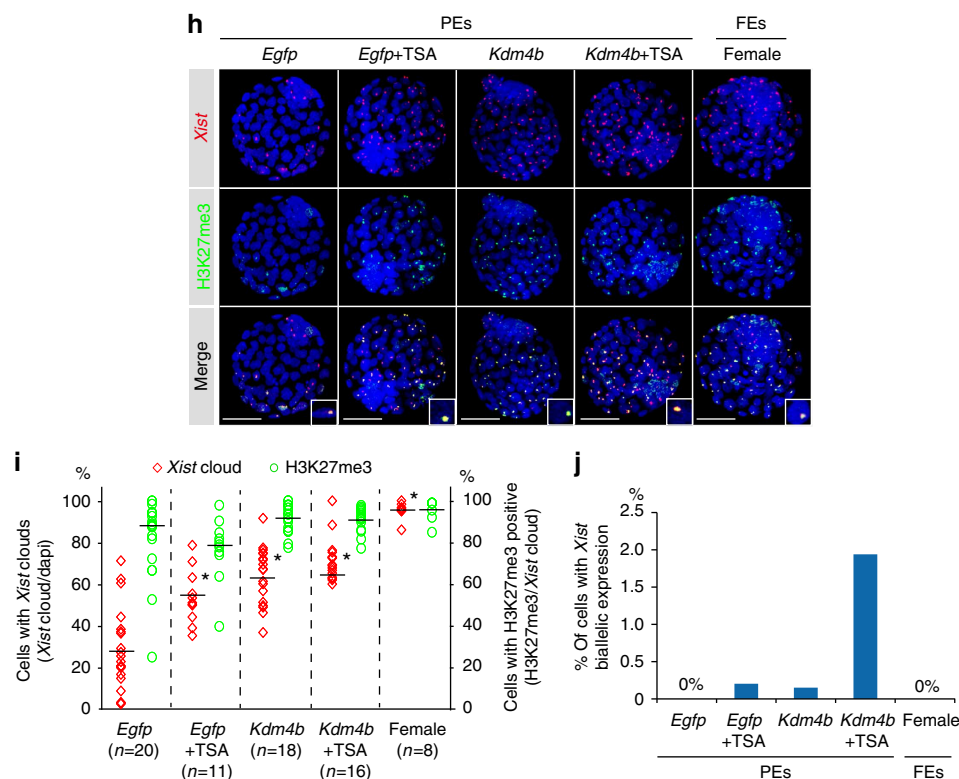 h
PEs
FEs
Egfp
Egfp+TSA
Kdm4b
Kdm4b+TSA
Female
Xist
H3K27me3
Merge
i
Xist cloud
H3K27me3
%
%
100
80
60
40
20
0
Cells with Xist clouds
(Xist cloud/dapi)
*
*
*
*
100
80
60
40
20
0
Cells with H3K27me3 positive
(H3K27me3/Xist cloud)
Egfp
(n=20)
Egfp
+TSA
(n=11)
Kdm4b
(n=18)
Kdm4b
+TSA
(n=16)
Female
(n=8)
j
%
2.5
2.0
1.5
1.0
0.5
0
% Of cells with Xist
biallelic expression
0%
0%
Egfp
Egfp
+TSA
Kdm4b
Kdm4b
+TSA
Female
PEs
FEs